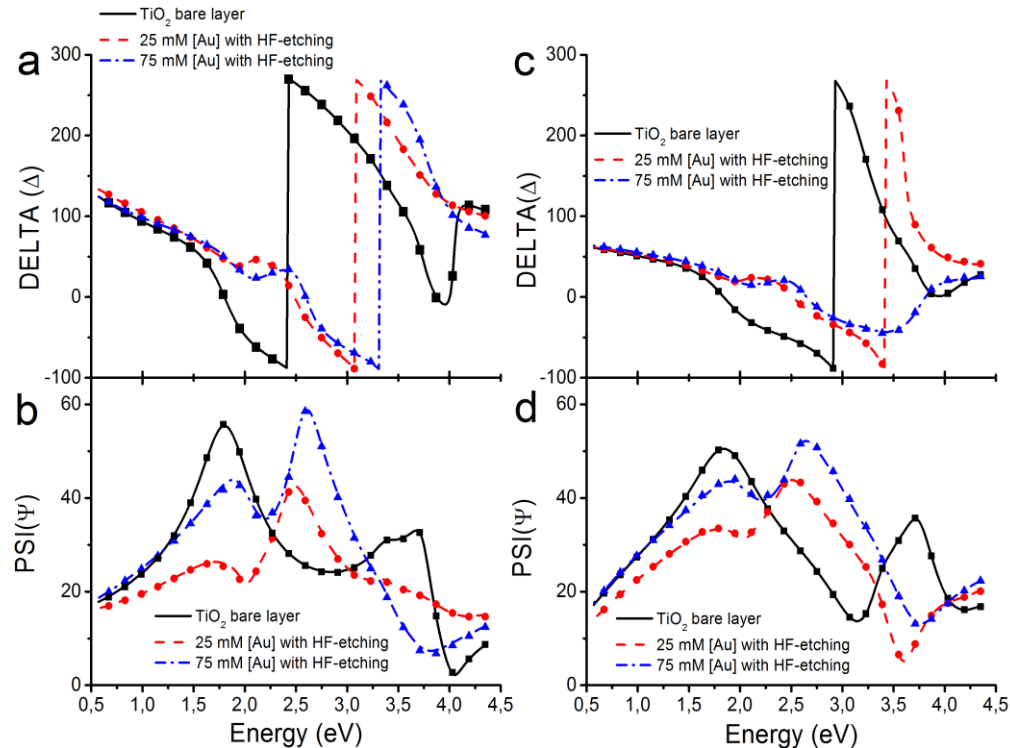 TiO2 bare layer
25 mM [Au] with HF-etching
75 mM [Au] with HF-etching
a
300
200
100
0
-100
DELTA (Δ)
c
300
200
100
0
-100
DELTA(Δ)
TiO2 bare layer
25 mM [Au] with HF-etching
75 mM [Au] with HF-etching
b
60
40
20
0
PSI(Ψ)
TiO2 bare layer
25 mM [Au] with HF-etching
75 mM [Au] with HF-etching
0,5 1,0 1,5 2,0 2,5 3,0 3,5 4,0 4,5
Energy (eV)
d
60
40
20
0
PSI(Ψ)
TiO2 bare layer
25 mM [Au] with HF-etching
75 mM [Au] with HF-etching
0,5 1,0 1,5 2,0 2,5 3,0 3,5 4,0 4,5
Energy (eV)